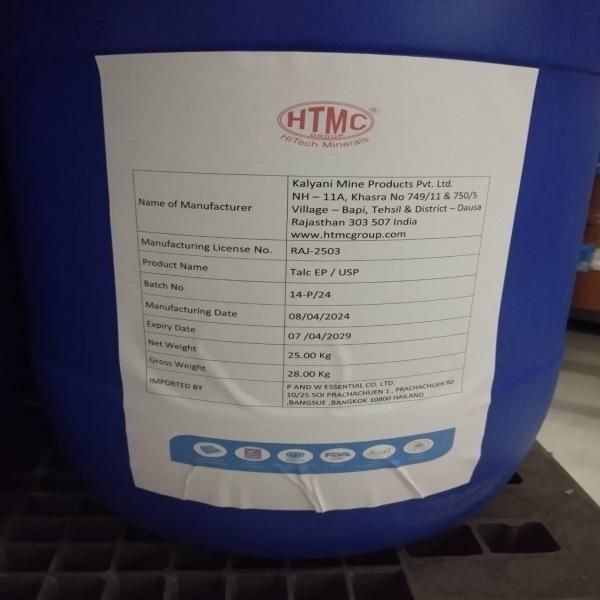 HTMC®
GROUP
HiTech Minerals
Name of Manufacturer
Kalyani Mine Products Pvt. Ltd.
NH – 11A, Khasra No 749/11 & 750/5
Village – Bapi, Tehsil & District – Dausa
Rajasthan 303 507 India
www.htmcgroup.com
Manufacturing License No. RAJ-2503
Product Name Talc EP / USP
Batch No 14-P/24
Manufacturing Date 08/04/2024
Expiry Date 07 /04/2029
Net Weight 25.00 Kg
Gross Weight 28.00 Kg
IMPORTED BY
P AND W ESSENTIAL CO. LTD.
10/25 SOI PRACHACHUEN 1 , PRACHACHUEN RD
,BANGSUE ,BANGKOK 10800 HAILAND
FDA